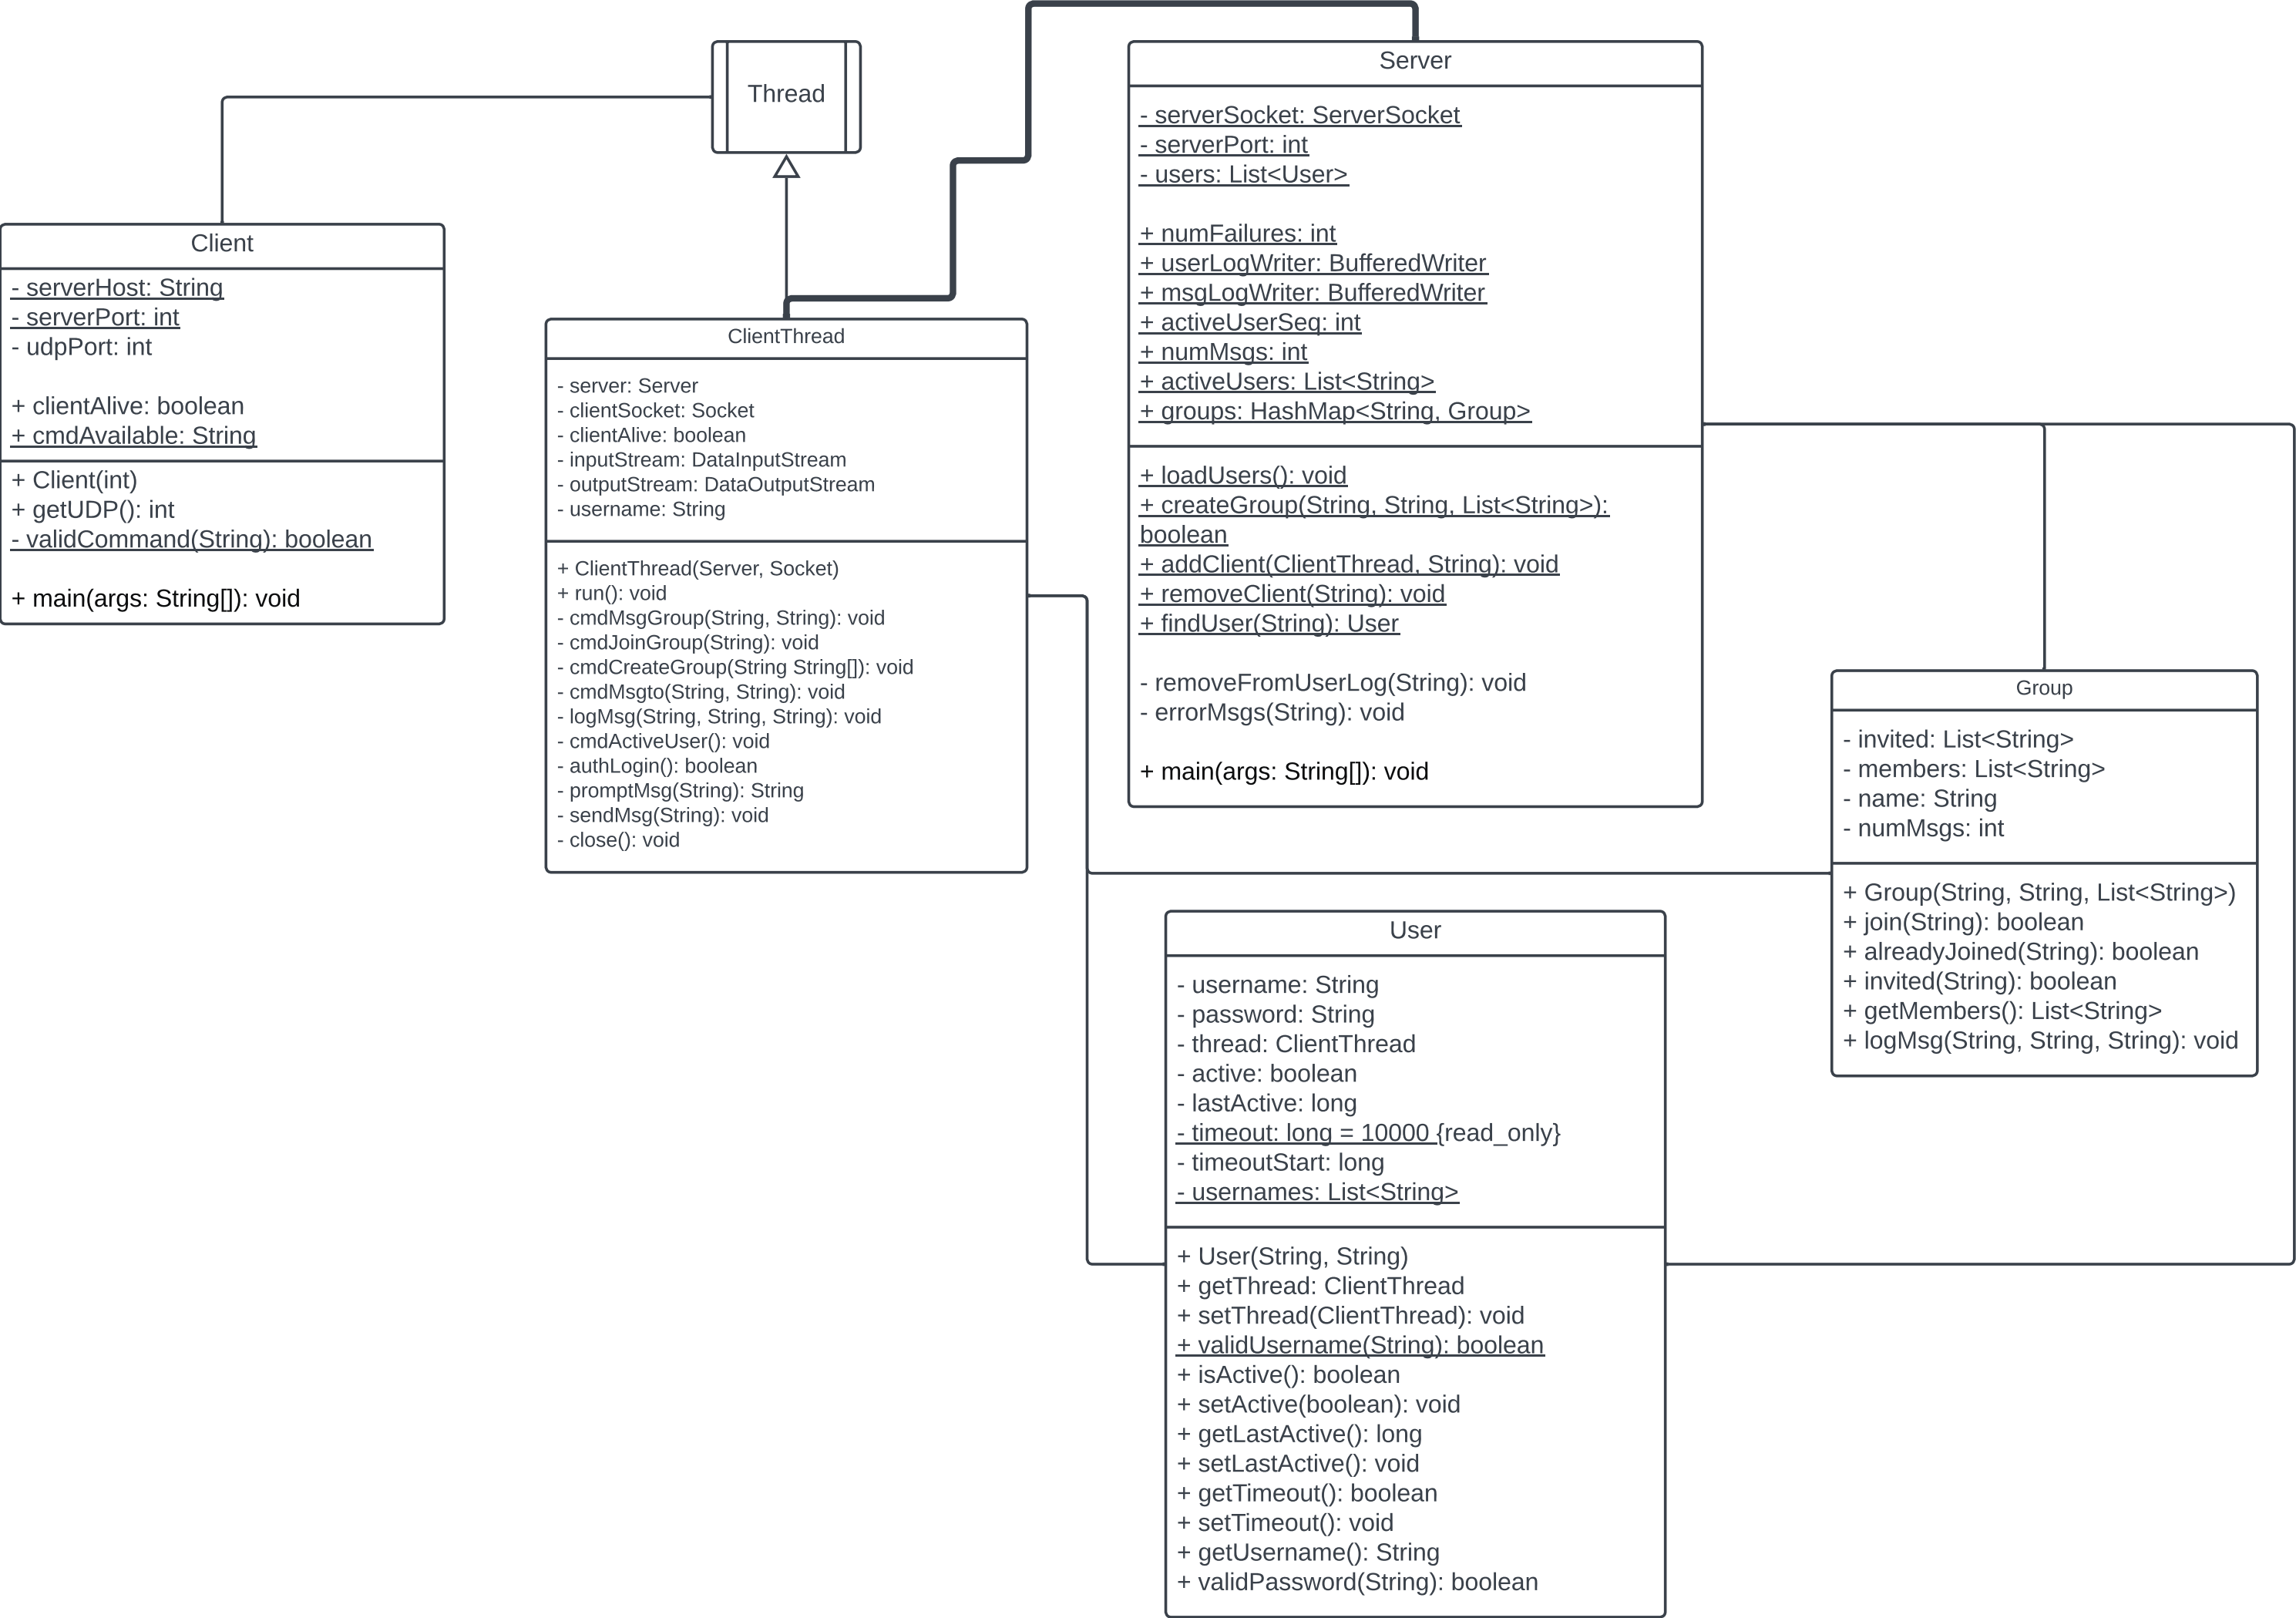 Thread
Client
- serverHost: String
- serverPort: int
- udpPort: int
+ clientAlive: boolean
+ cmdAvailable: String
+ Client(int)
+ getUDP(): int
- validCommand(String): boolean
+ main(args: String[]): void
ClientThread
- server: Server
- clientSocket: Socket
- clientAlive: boolean
- inputStream: DataInputStream
- outputStream: DataOutputStream
- username: String
+ ClientThread(Server, Socket)
+ run(): void
- cmdMsgGroup(String, String): void
- cmdJoinGroup(String): void
- cmdCreateGroup(String String[]): void
- cmdMsgto(String, String): void
- logMsg(String, String, String): void
- cmdActiveUser(): void
- authLogin(): boolean
- promptMsg(String): String
- sendMsg(String): void
- close(): void
Server
- serverSocket: ServerSocket
- serverPort: int
- users: List<User>
+ numFailures: int
+ userLogWriter: BufferedWriter
+ msgLogWriter: BufferedWriter
+ activeUserSeq: int
+ numMsgs: int
+ activeUsers: List<String>
+ groups: HashMap<String, Group>
+ loadUsers(): void
+ createGroup(String, String, List<String>):
boolean
+ addClient(ClientThread, String): void
+ removeClient(String): void
+ findUser(String): User
- removeFromUserLog(String): void
- errorMsgs(String): void
+ main(args: String[]): void
Group
- invited: List<String>
- members: List<String>
- name: String
- numMsgs: int
+ Group(String, String, List<String>)
+ join(String): boolean
+ alreadyJoined(String): boolean
+ invited(String): boolean
+ getMembers(): List<String>
+ logMsg(String, String, String): void
User
- username: String
- password: String
- thread: ClientThread
- active: boolean
- lastActive: long
- timeout: long = 10000 {read_only}
- timeoutStart: long
- usernames: List<String>
+ User(String, String)
+ getThread: ClientThread
+ setThread(ClientThread): void
+ validUsername(String): boolean
+ isActive(): boolean
+ setActive(boolean): void
+ getLastActive(): long
+ setLastActive(): void
+ getTimeout(): boolean
+ setTimeout(): void
+ getUsername(): String
+ validPassword(String): boolean